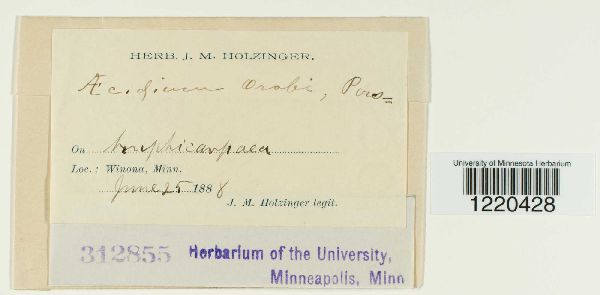 HERB. J. M. HOLZINGER.
Æcidium Orobi, Pers.
On Amphicarpaea
Loc.: Winona, Minn.
June 25 1888
J. M. Holzinger legit.
312855 Herbarium of the University,
Minneapolis, Minn
University of Minnesota Herbarium
1220428